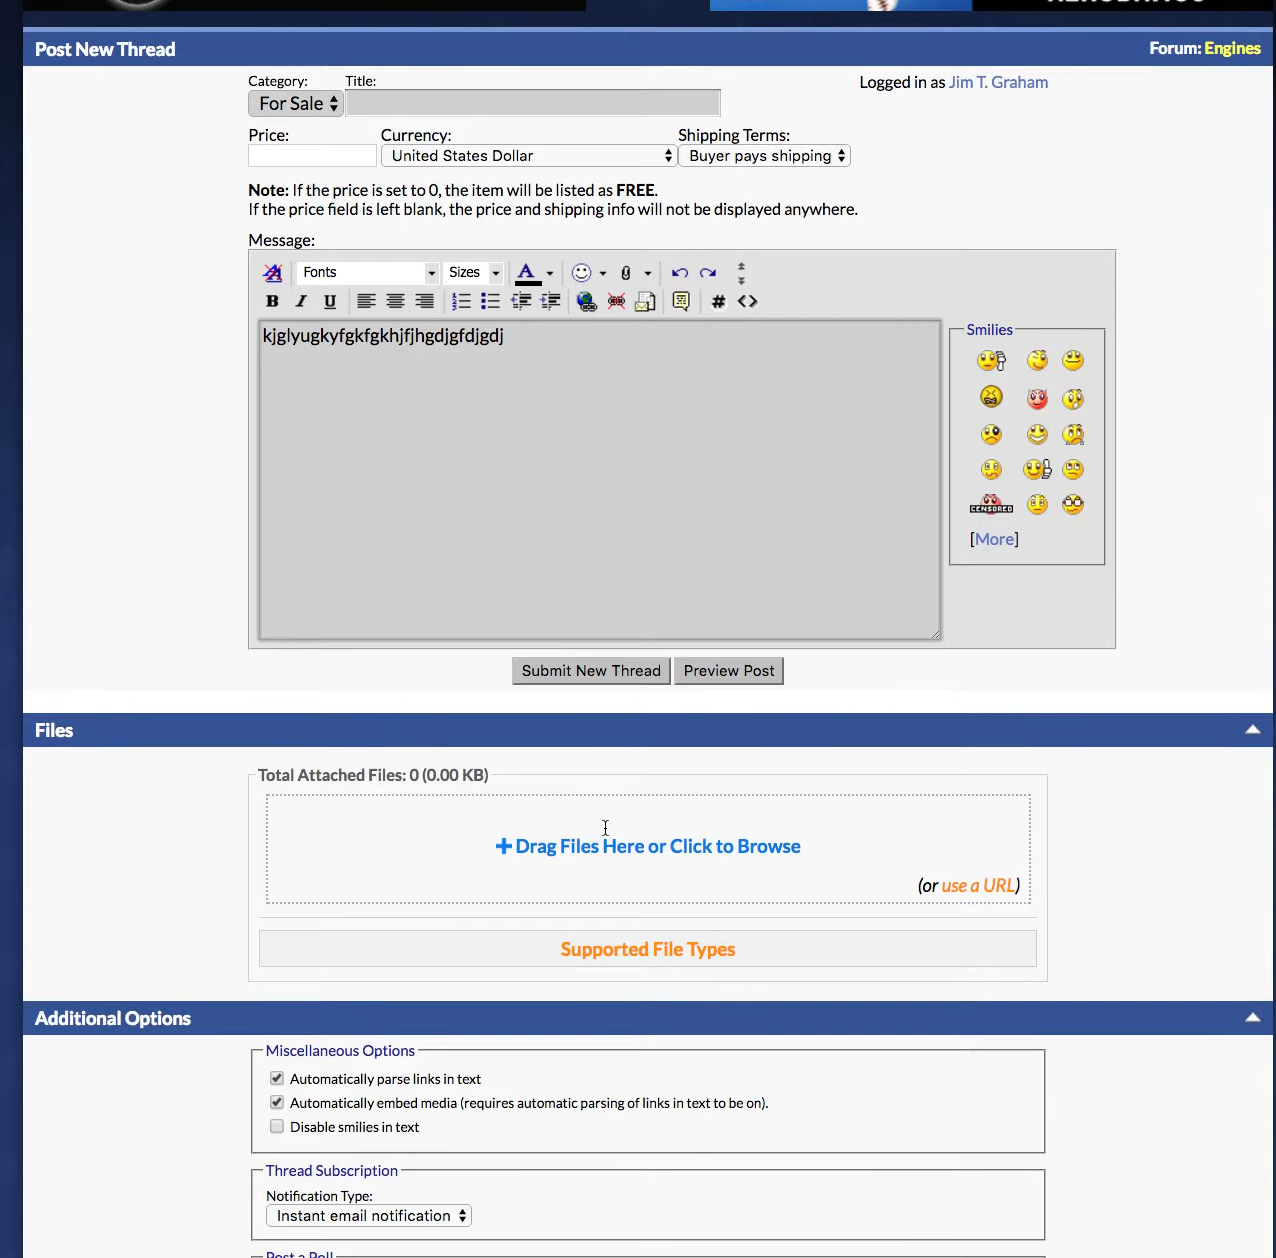 Post New Thread
Forum: Engines
Category: Title:
Logged in as Jim T. Graham
For Sale
Price: Currency: Shipping Terms:
United States Dollar Buyer pays shipping
Note: If the price is set to 0, the item will be listed as FREE.
If the price field is left blank, the price and shipping info will not be displayed anywhere.
Message:
Fonts Sizes A
B I U # <>
kjglyugkyfgkfgkhjfjhgdjgfdjgdj
Smilies
CENSORED
[More]
Submit New Thread Preview Post
Files
Total Attached Files: 0 (0.00 KB)
+ Drag Files Here or Click to Browse
(or use a URL)
Supported File Types
Additional Options
Miscellaneous Options
Automatically parse links in text
Automatically embed media (requires automatic parsing of links in text to be on).
Disable smilies in text
Thread Subscription
Notification Type:
Instant email notification
Post a Poll